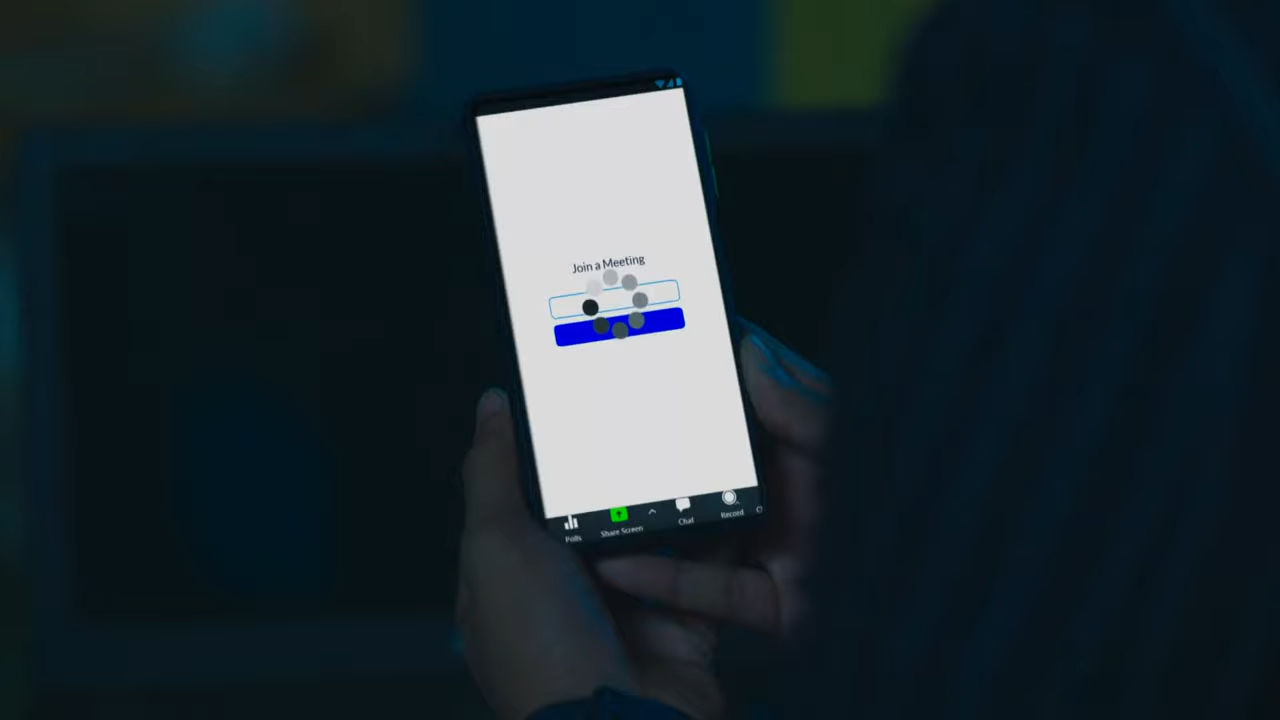 Join a Meeting
Polls
Share Screen
Chat
Record